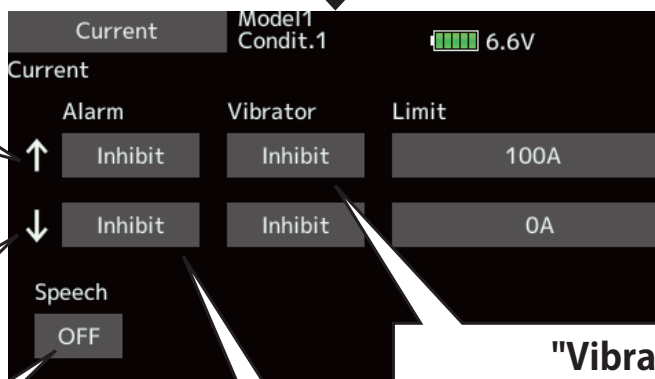 Current
Model1
Condit.1
6.6V
Current
Alarm Vibrator Limit
↑ Inhibit Inhibit 100A
↓ Inhibit Inhibit 0A
Speech
OFF
"Vibra